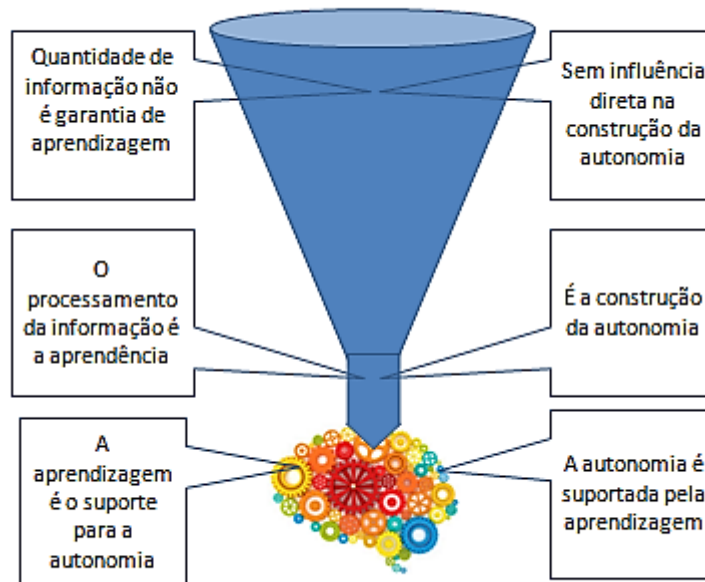 Quantidade de
informação não
é garantia de
aprendizagem
Sem influência
direta na
construção da
autonomia
O
processamento
da informação é
a aprendência
É a construção
da autonomia
A
aprendizagem
é o suporte
para a
autonomia
A autonomia é
suportada pela
aprendizagem